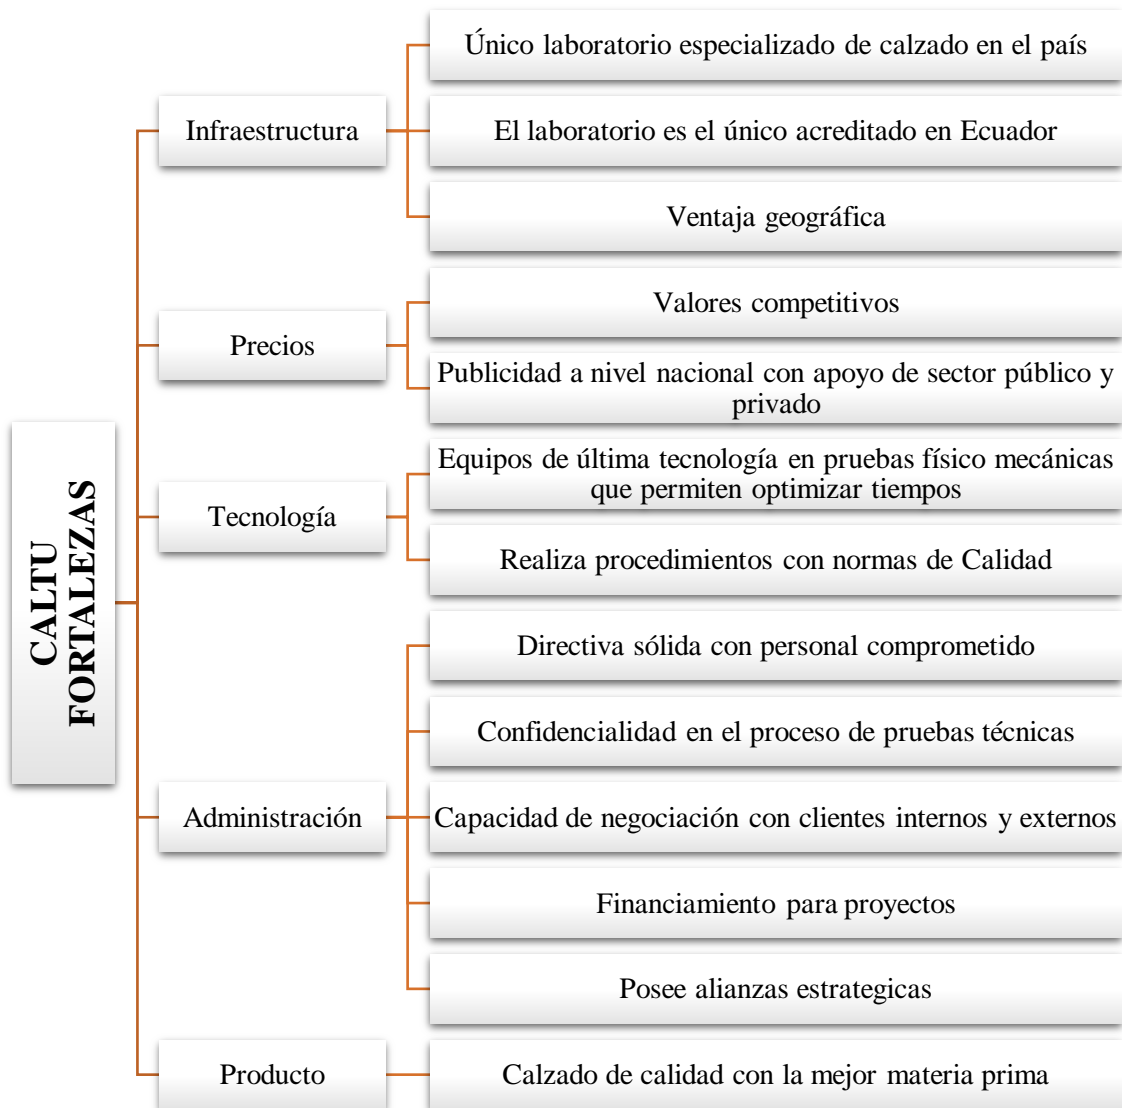 CALTU
FORTALEZAS
Infraestructura
Único laboratorio especializado de calzado en el país
El laboratorio es el único acreditado en Ecuador
Ventaja geográfica
Precios
Valores competitivos
Publicidad a nivel nacional con apoyo de sector público y
privado
Tecnología
Equipos de última tecnología en pruebas físico mecánicas
que permiten optimizar tiempos
Realiza procedimientos con normas de Calidad
Administración
Directiva sólida con personal comprometido
Confidencialidad en el proceso de pruebas técnicas
Capacidad de negociación con clientes internos y externos
Financiamiento para proyectos
Posee alianzas estrategicas
Producto
Calzado de calidad con la mejor materia prima